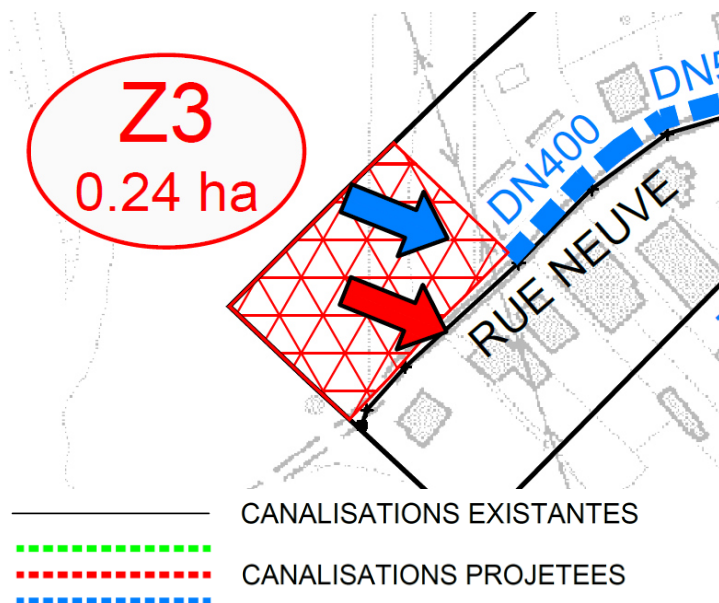 Z3
0.24 ha
DN400
RUE NEUVE
CANALISATIONS EXISTANTES
CANALISATIONS PROJETEES